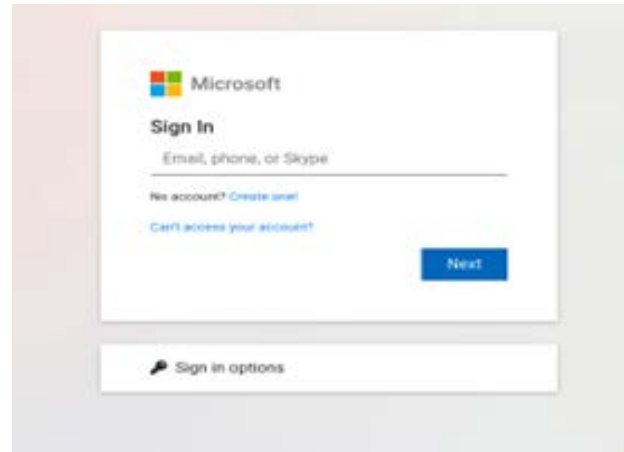 Microsoft
Sign In
Email, phone, or Skype
No account? Create one!
Can't access your account?
Next
Sign in options